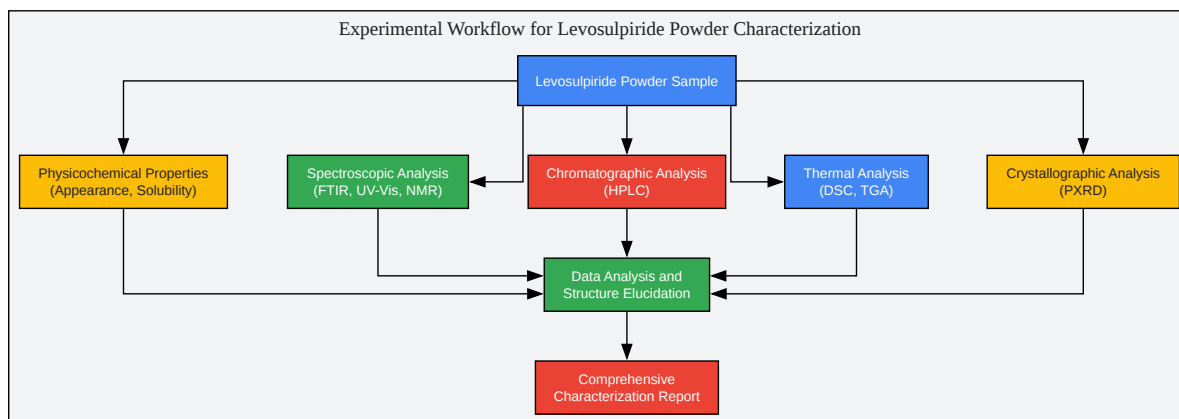 Experimental Workflow for Levosulpiride Powder Characterization
Levosulpiride Powder Sample
Physicochemical Properties
(Appearance, Solubility)
Spectroscopic Analysis
(FTIR, UV-Vis, NMR)
Chromatographic Analysis
(HPLC)
Thermal Analysis
(DSC, TGA)
Crystallographic Analysis
(PXRD)
Data Analysis and
Structure Elucidation
Comprehensive
Characterization Report